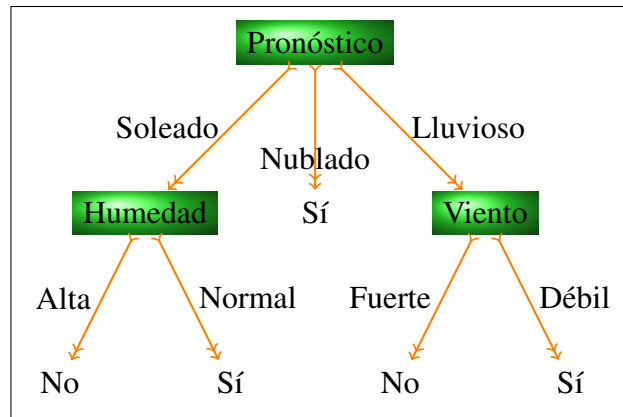 Pronóstico
Soleado
Nublado
Lluvioso
Humedad
Sí
Viento
Alta
Normal
Fuerte
Débil
No
Sí
No
Sí